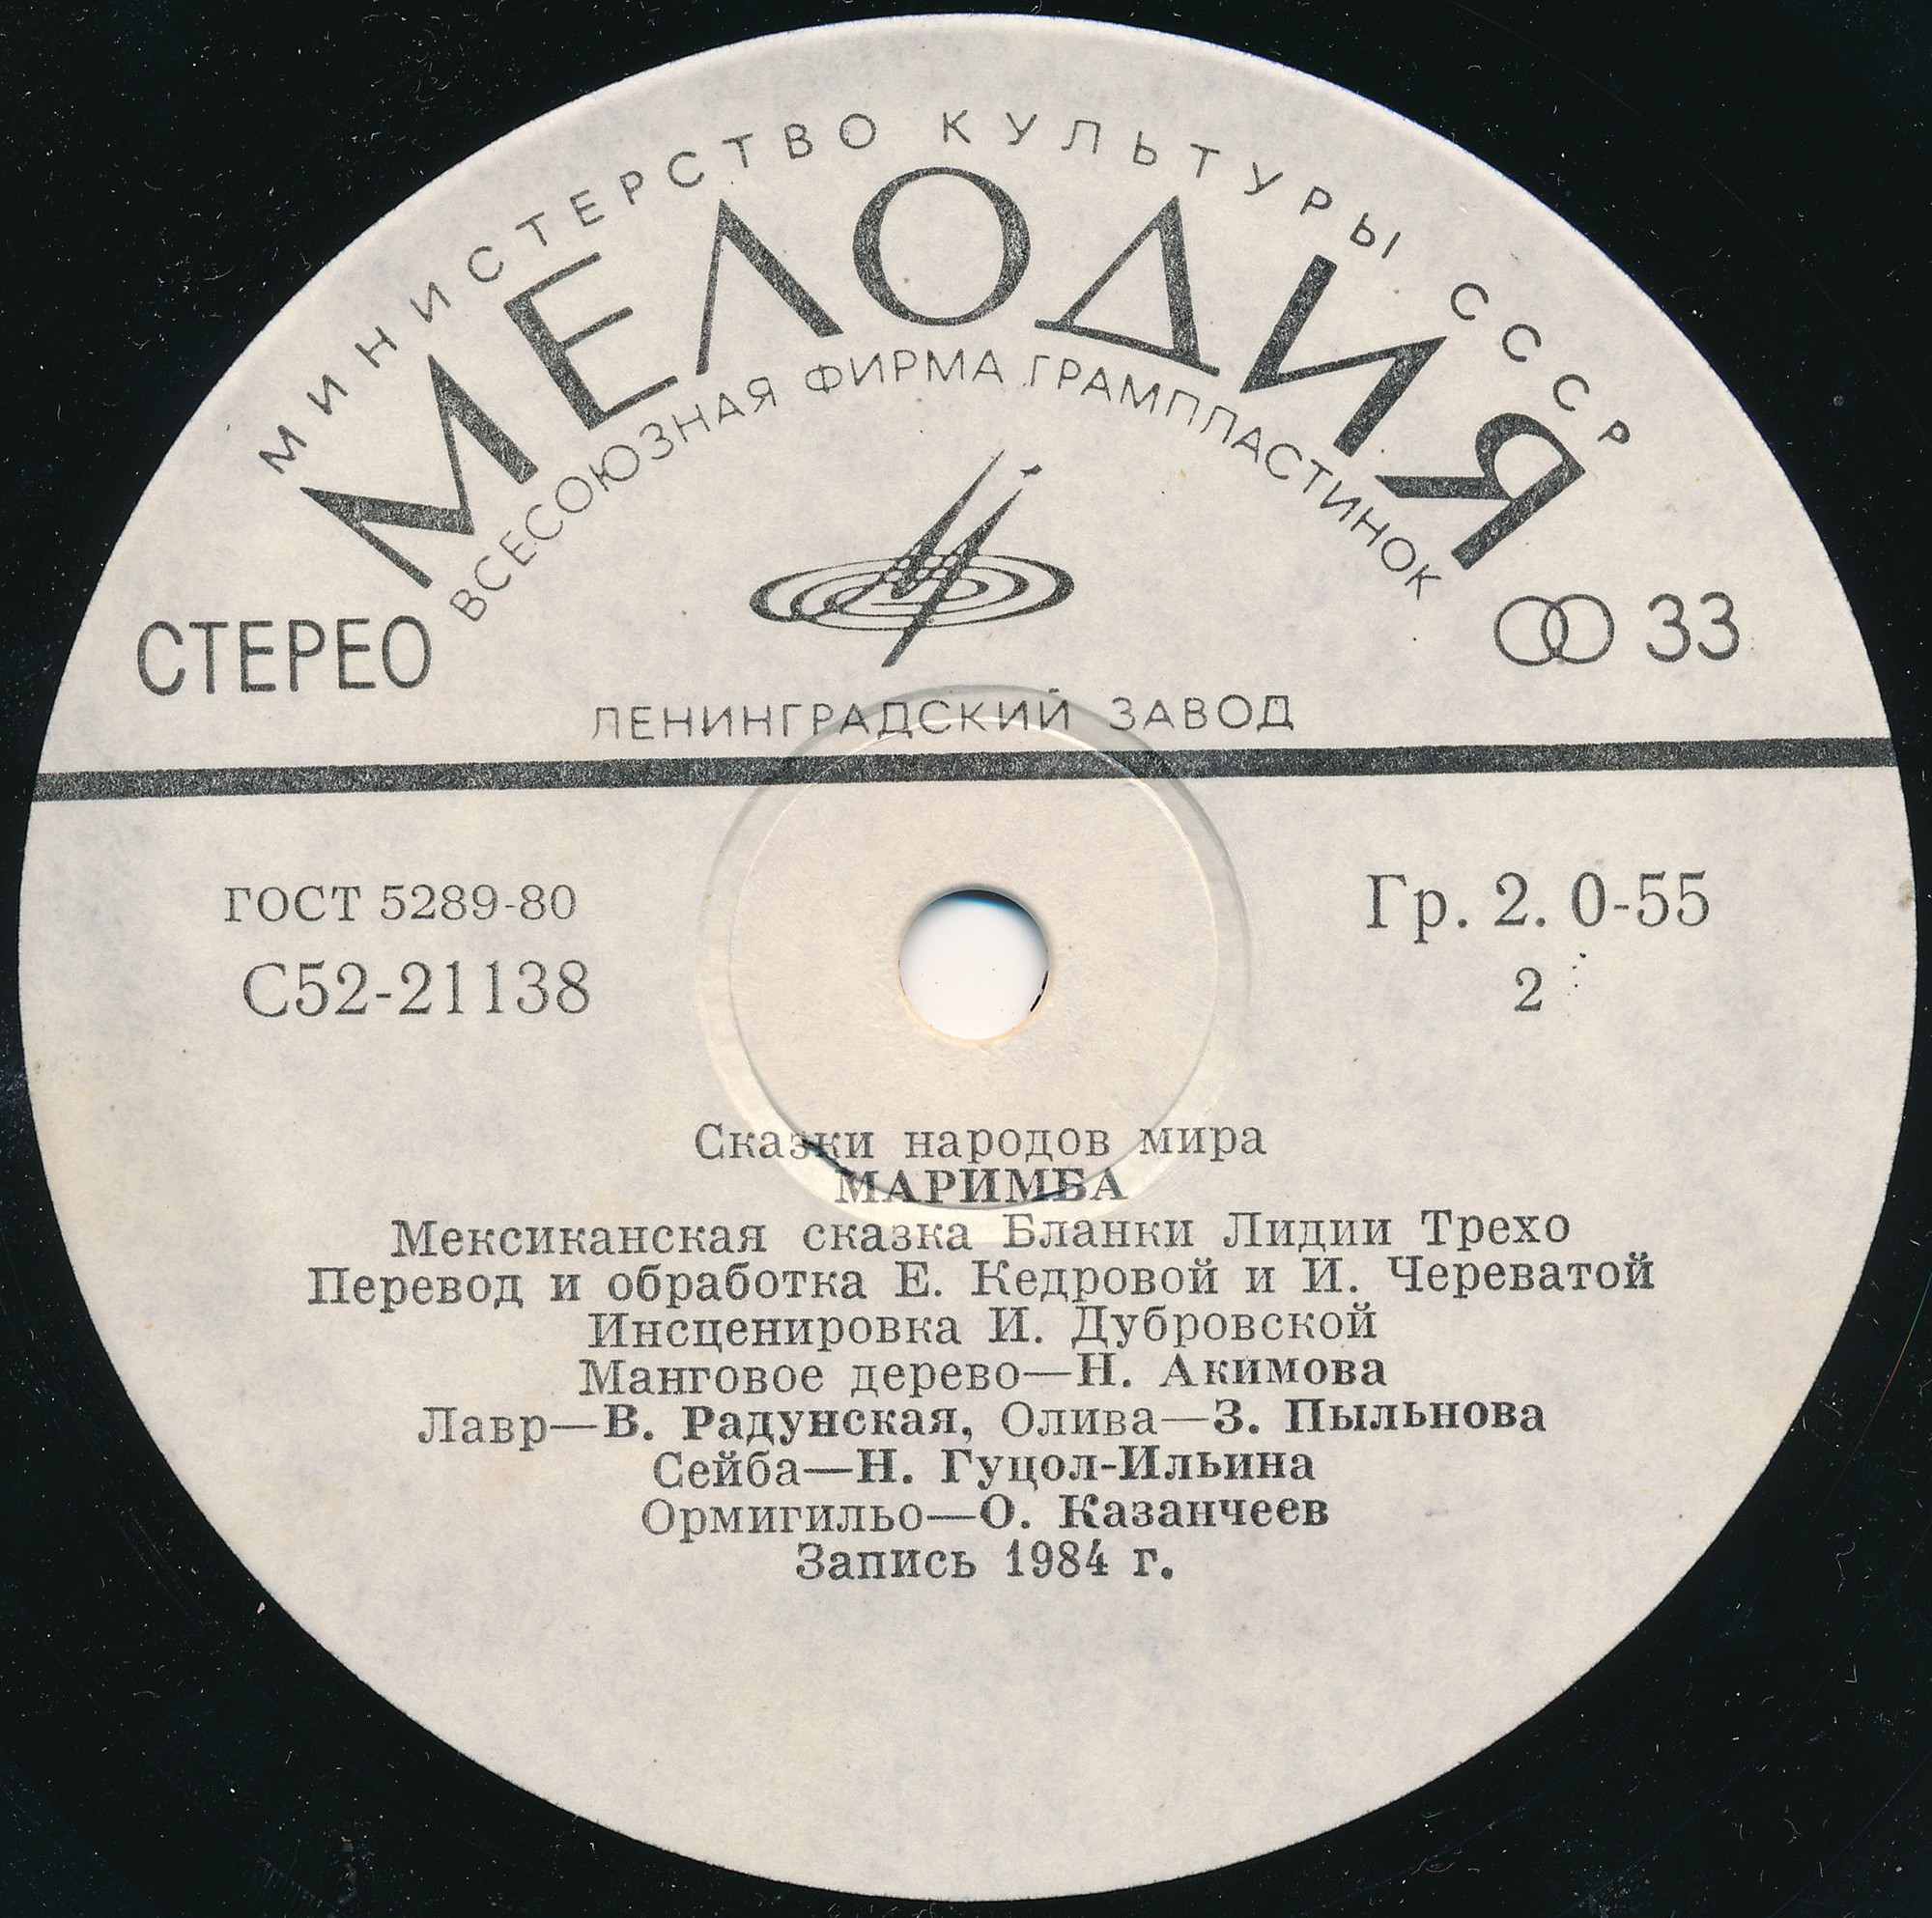 МИНИСТЕРСТВО КУЛЬТУРЫ СССР
МЕЛОДИЯ
ВСЕСОЮЗНАЯ ФИРМА ГРАМПЛАСТИНОК
СТЕРЕО
33
ЛЕНИНГРАДСКИЙ ЗАВОД
ГОСТ 5289-80
Гр. 2. 0-55
С52-21138
2
Сказки народов мира
МАРИМБА
Мексиканская сказка Бланки Лидии Трехо
Перевод и обработка Е. Кедровой и И. Череватой
Инсценировка И. Дубровской
Манговое дерево—Н. Акимова
Лавр—В. Радунская, Олива—З. Пыльнова
Сейба—Н. Гуцол-Ильина
Ормигильо—О. Казанчеев
Запись 1984 г.